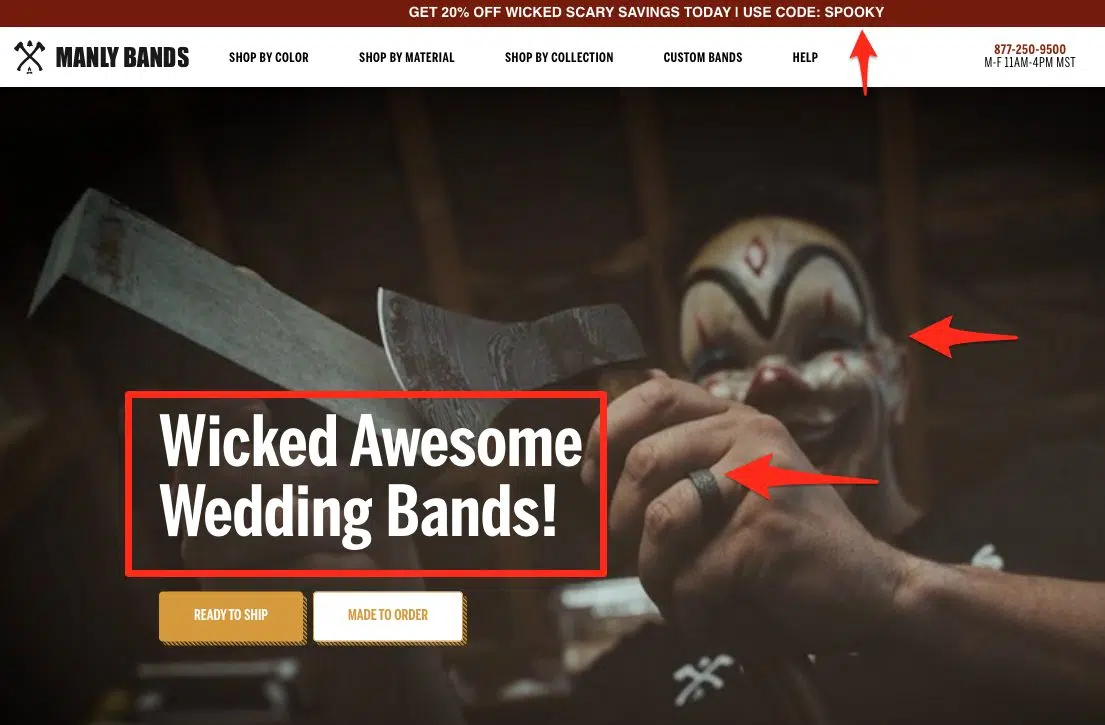 GET 20% OFF WICKED SCARY SAVINGS TODAY | USE CODE: SPOOKY
MANLY BANDS
SHOP BY COLOR
SHOP BY MATERIAL
SHOP BY COLLECTION
CUSTOM BANDS
HELP
877-250-9500
M-F 11AM-4PM MST
Wicked Awesome
Wedding Bands!
READY TO SHIP
MADE TO ORDER